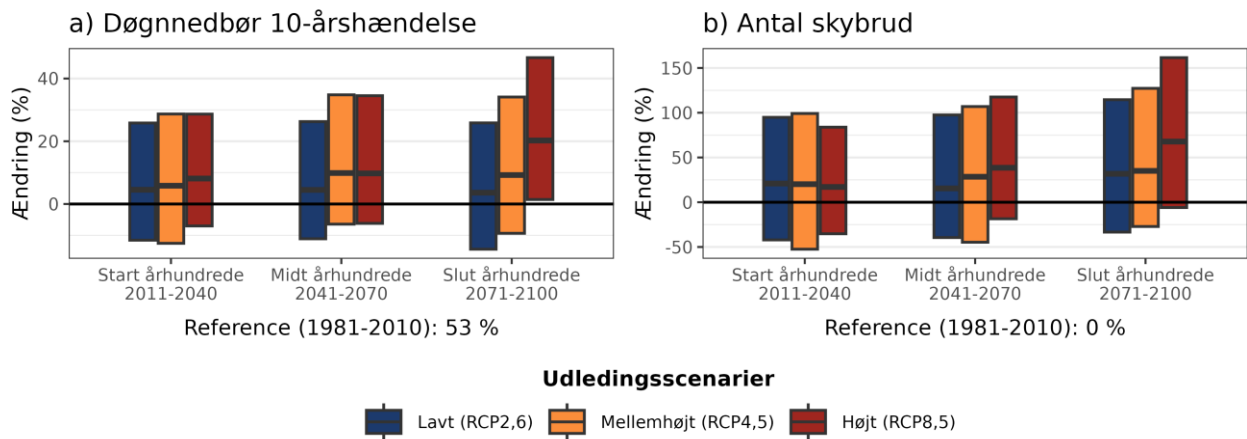 a) Døgnnedbør 10-årshændelse
Ændring (%)
40
20
0
Start århundrede
2011-2040
Midt århundrede
2041-2070
Slut århundrede
2071-2100
Reference (1981-2010): 53 %
b) Antal skybrud
Ændring (%)
150
100
50
0
-50
Start århundrede
2011-2040
Midt århundrede
2041-2070
Slut århundrede
2071-2100
Reference (1981-2010): 0 %
Udledingsscenarier
Lavt (RCP2,6)
Mellemhøjt (RCP4,5)
Højt (RCP8,5)